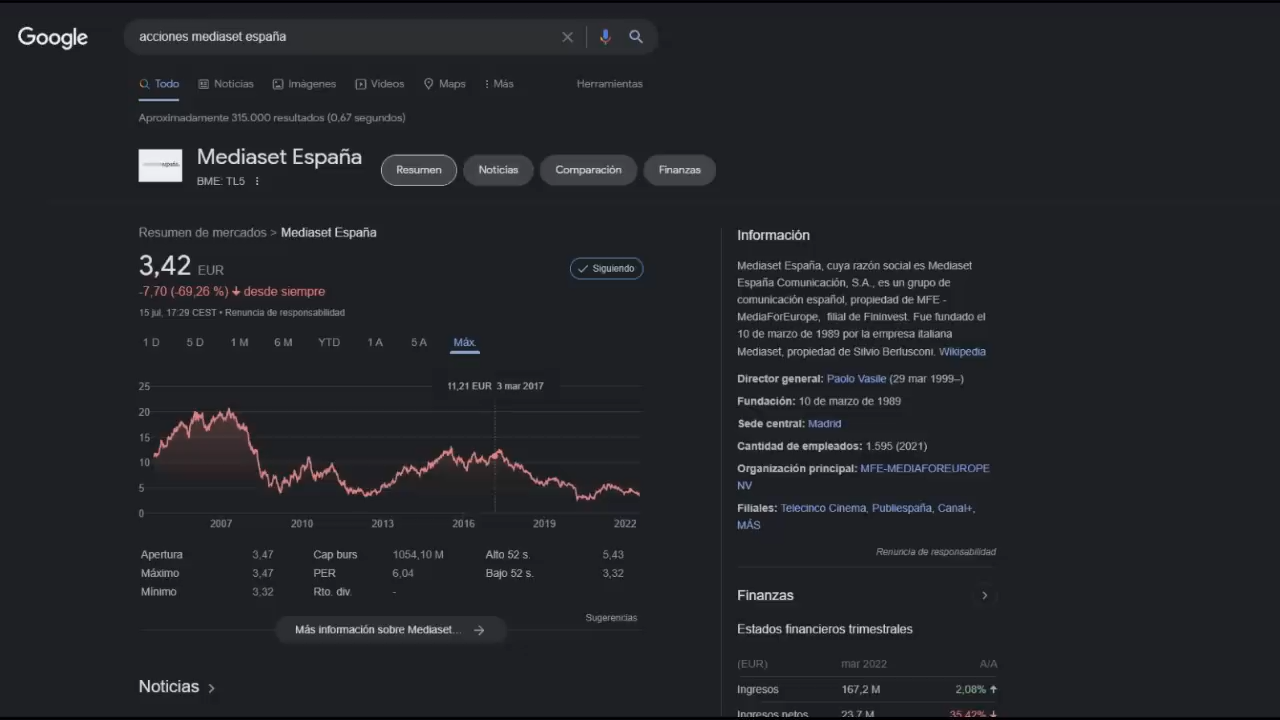 Google
acciones mediaset españa
Todo Noticias Imágenes Vídeos Maps Más Herramientas
Aproximadamente 315.000 resultados (0,67 segundos)
Mediaset España
BME: TL5
Resumen Noticias Comparación Finanzas
Resumen de mercados > Mediaset España
3,42 EUR
-7,70 (-69,26 %) ↓ desde siempre
Siguiendo
15 jul, 17:29 CEST • Renuncia de responsabilidad
1 D 5 D 1 M 6 M YTD 1 A 5 A Máx.
11,21 EUR 3 mar 2017
25
20
15
10
5
0
2007 2010 2013 2016 2019 2022
Apertura 3,47 Cap burs 1054,10 M Alto 52 s. 5,43
Máximo 3,47 PER 6,04 Bajo 52 s. 3,32
Mínimo 3,32 Rto. div. -
Sugerencias
Más información sobre Mediaset... →
Noticias >
Información
Mediaset España, cuya razón social es Mediaset
España Comunicación, S.A., es un grupo de
comunicación español, propiedad de MFE -
MediaForEurope, filial de Fininvest. Fue fundado el
10 de marzo de 1989 por la empresa italiana
Mediaset, propiedad de Silvio Berlusconi. Wikipedia
Director general: Paolo Vasile (29 mar 1999–)
Fundación: 10 de marzo de 1989
Sede central: Madrid
Cantidad de empleados: 1.595 (2021)
Organización principal: MFE-MEDIAFOREUROPE
NV
Filiales: Telecinco Cinema, Publiespaña, Canal+,
MÁS
Renuncia de responsabilidad
Finanzas
Estados financieros trimestrales
(EUR) mar 2022 A/A
Ingresos 167,2 M 2,08% ↑
Ingresos netos 23,7 M 35,42% ↓